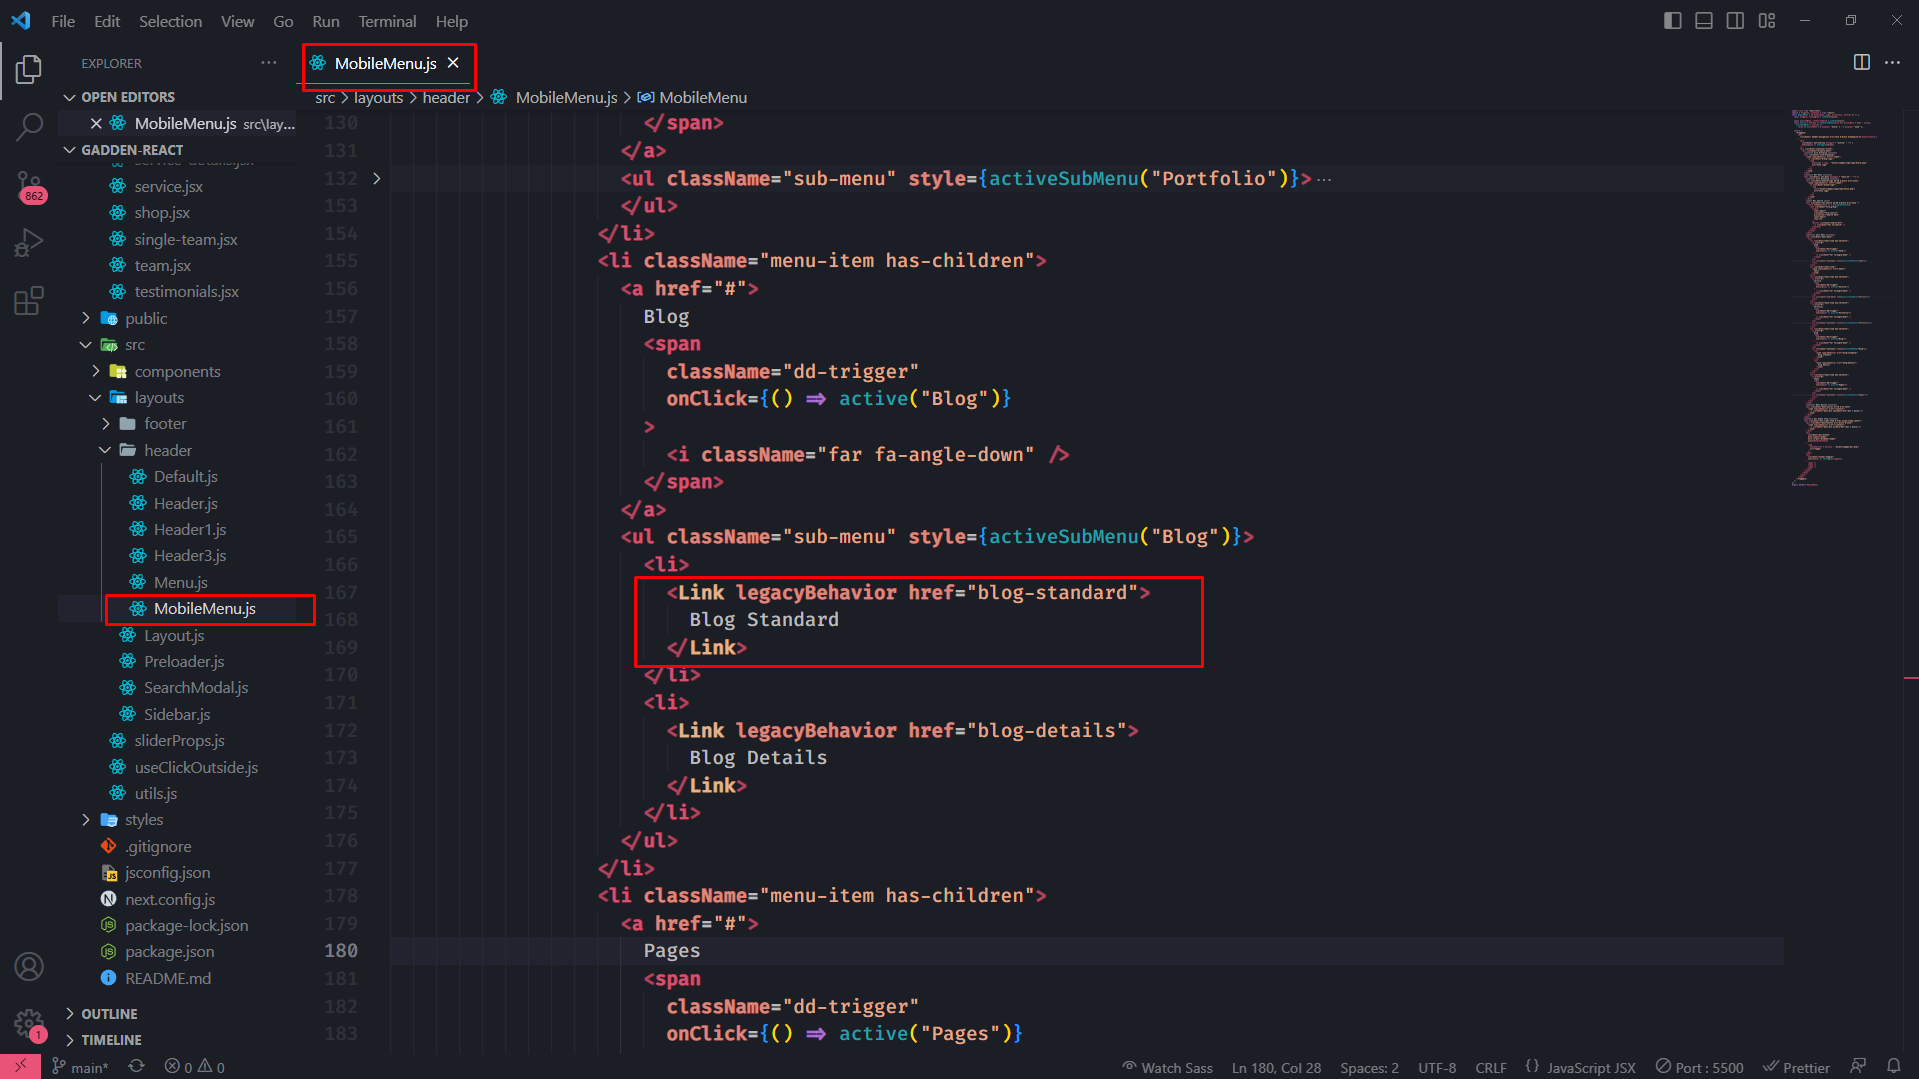 File Edit Selection View Go Run Terminal Help
EXPLORER
MobileMenu.js
OPEN EDITORS
src > layouts > header > MobileMenu.js > MobileMenu
MobileMenu.js src\lay...
GADDEN-REACT
service-details.jsx
service.jsx
shop.jsx
single-team.jsx
team.jsx
testimonials.jsx
public
src
components
layouts
footer
header
Default.js
Header.js
Header1.js
Header3.js
Menu.js
MobileMenu.js
Layout.js
Preloader.js
SearchModal.js
Sidebar.js
sliderProps.js
useClickOutside.js
utils.js
styles
.gitignore
jsconfig.json
next.config.js
package-lock.json
package.json
README.md
OUTLINE
TIMELINE
862
1
130 </span>
131 </a>
132 <ul className="sub-menu" style={activeSubMenu("Portfolio")}> ...
153 </ul>
154 </li>
155 <li className="menu-item has-children">
156 <a href="#">
157 Blog
158 <span
159 className="dd-trigger"
160 onClick={() => active("Blog")}
161 >
162 <i className="far fa-angle-down" />
163 </span>
164 </a>
165 <ul className="sub-menu" style={activeSubMenu("Blog")}>
166 <li>
167 <Link legacyBehavior href="blog-standard">
168 Blog Standard
169 </Link>
170 </li>
171 <li>
172 <Link legacyBehavior href="blog-details">
173 Blog Details
174 </Link>
175 </li>
176 </ul>
177 </li>
178 <li className="menu-item has-children">
179 <a href="#">
180 Pages
181 <span
182 className="dd-trigger"
183 onClick={() => active("Pages")}
main* 0 0 Watch Sass Ln 180, Col 28 Spaces: 2 UTF-8 CRLF {} JavaScript JSX Port : 5500 Prettier